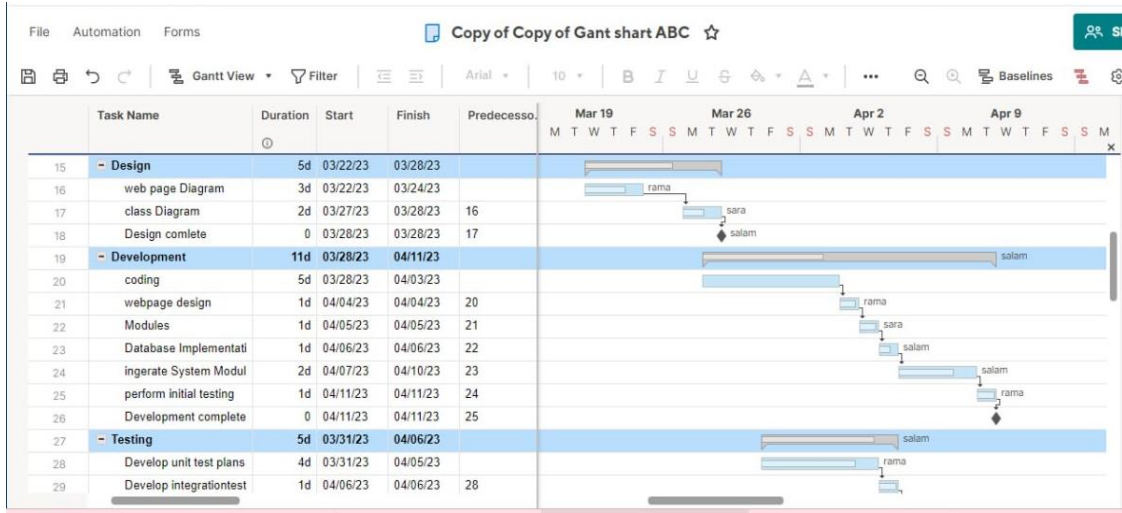 File Automation Forms Copy of Copy of Gant shart ABC
Gantt View Filter Arial 10 B I U S A ... Baselines
Task Name Duration Start Finish Predecesso. Mar 19 Mar 26 Apr 2 Apr 9
M T W T F S S M T W T F S S M T W T F S S M T W T F S S M
15 Design 5d 03/22/23 03/28/23
16 web page Diagram 3d 03/22/23 03/24/23 rama
17 class Diagram 2d 03/27/23 03/28/23 16 sara
18 Design comlete 0 03/28/23 03/28/23 17 salam
19 Development 11d 03/28/23 04/11/23 salam
20 coding 5d 03/28/23 04/03/23
21 webpage design 1d 04/04/23 04/04/23 20 rama
22 Modules 1d 04/05/23 04/05/23 21 sara
23 Database Implementati 1d 04/06/23 04/06/23 22 salam
24 ingerate System Modul 2d 04/07/23 04/10/23 23 salam
25 perform initial testing 1d 04/11/23 04/11/23 24 rama
26 Development complete 0 04/11/23 04/11/23 25
27 Testing 5d 03/31/23 04/06/23 salam
28 Develop unit test plans 4d 03/31/23 04/05/23 rama
29 Develop integrationtest 1d 04/06/23 04/06/23 28